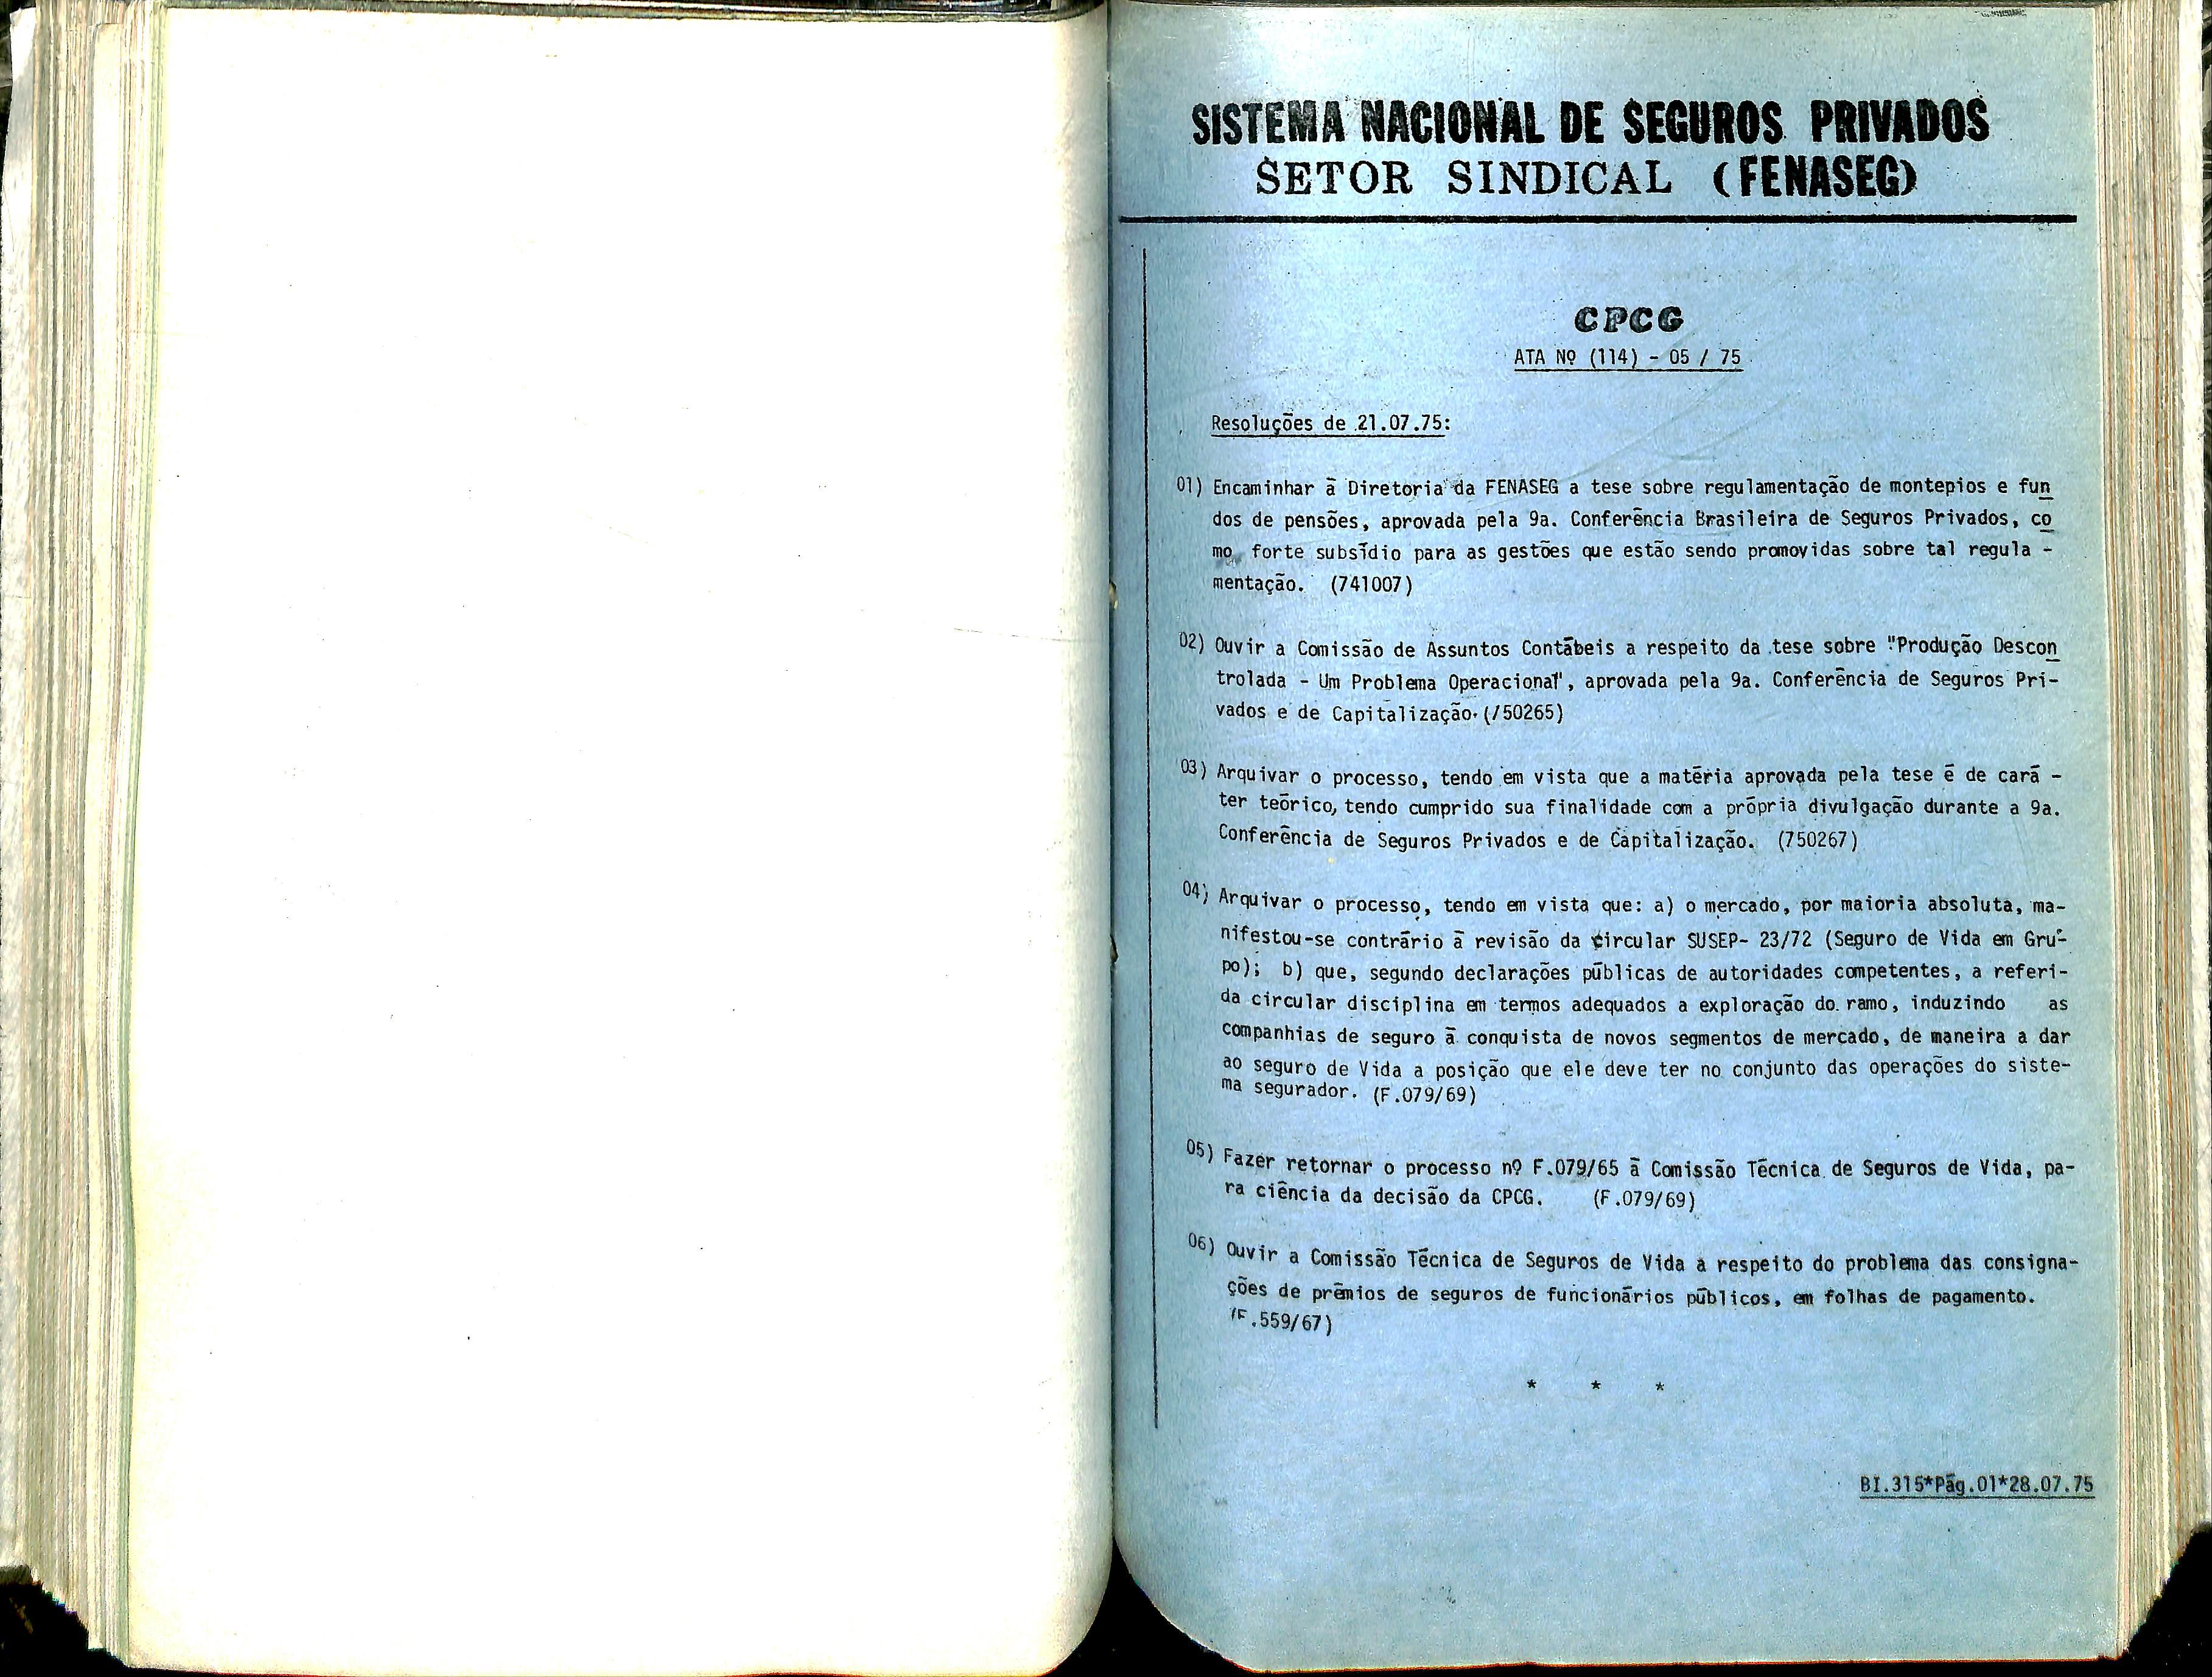 SISTEMA NACIONAL DE SEGUROS PRIVADOS
SETOR SINDICAL (FENASEG)
CPCG
ATA Nº (114) - 05 / 75
Resoluções de 21.07.75:
01) Encaminhar à Diretoria da FENASEG a tese sobre regulamentação de montepios e fun
dos de pensões, aprovada pela 9a. Conferência Brasileira de Seguros Privados, co
mo forte subsídio para as gestões que estão sendo promovidas sobre tal regula -
mentação. (741007)
02) Ouvir a Comissão de Assuntos Contábeis a respeito da tese sobre "Produção Descon
trolada - Um Problema Operacional", aprovada pela 9a. Conferência de Seguros Pri-
vados e de Capitalização. (750265)
03) Arquivar o processo, tendo em vista que a matéria aprovada pela tese é de cará -
ter teórico, tendo cumprido sua finalidade com a própria divulgação durante a 9a.
Conferência de Seguros Privados e de Capitalização. (750267)
04) Arquivar o processo, tendo em vista que: a) o mercado, por maioria absoluta, ma-
nifestou-se contrário à revisão da circular SUSEP- 23/72 (Seguro de Vida em Gru-
po); b) que, segundo declarações públicas de autoridades competentes, a referi-
da circular disciplina em termos adequados a exploração do ramo, induzindo as
companhias de seguro à conquista de novos segmentos de mercado, de maneira a dar
ao seguro de Vida a posição que ele deve ter no conjunto das operações do siste-
ma segurador. (F.079/69)
05) Fazer retornar o processo nº F.079/65 à Comissão Técnica de Seguros de Vida, pa-
ra ciência da decisão da CPCG. (F.079/69)
06) Ouvir a Comissão Técnica de Seguros de Vida a respeito do problema das consigna-
ções de prêmios de seguros de funcionários públicos, em folhas de pagamento.
(F.559/67)
* * *
BI.315*Pág.01*28.07.75